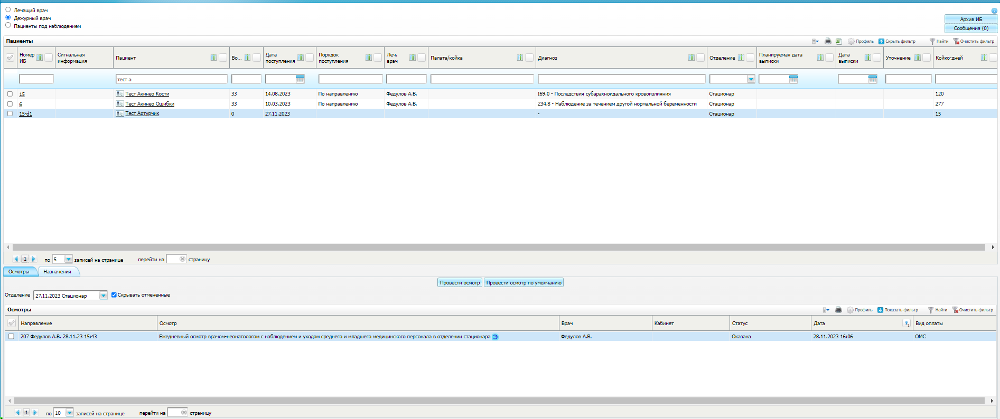 Лечащий врач
Дежурный врач
Пациенты под наблюдением
Архив ИБ
Сообщения (0)
Пациенты
Профиль Скрыть фильтр Найти Очистить фильтр
Номер ИБ Сигнальная информация Пациент Во... Дата поступления Порядок поступления Леч. врач Палата/койка Диагноз Отделение Планируемая дата выписки Дата выписки Уточнение Койко-дней
тест а
15 Тест Акинео Кости 33 14.08.2023 По направлению Федулов А.В. I69.0 - Последствия субарахноидального кровоизлияния Стационар 120
6 Тест Акинео Ошибки 33 10.03.2023 По направлению Федулов А.В. Z34.8 - Наблюдение за течением другой нормальной беременности Стационар 277
15-d1 Тест Артурчик 0 27.11.2023 - Стационар 15
1 по 5 записей на странице перейти на страницу
Осмотры Назначения
Провести осмотр Провести осмотр по умолчанию
Отделение 27.11.2023 Стационар Скрывать отмененные
Осмотры
Профиль Показать фильтр Найти Очистить фильтр
Направление Осмотр Врач Кабинет Статус Дата 1 Вид оплаты
207 Федулов А.В. 28.11.23 15:43 Ежедневный осмотр врачом-неонатологом с наблюдением и уходом среднего и младшего медицинского персонала в отделении стационара Э Федулов А.В. Оказана 28.11.2023 16:06 ОМС
1 по 10 записей на странице перейти на страницу